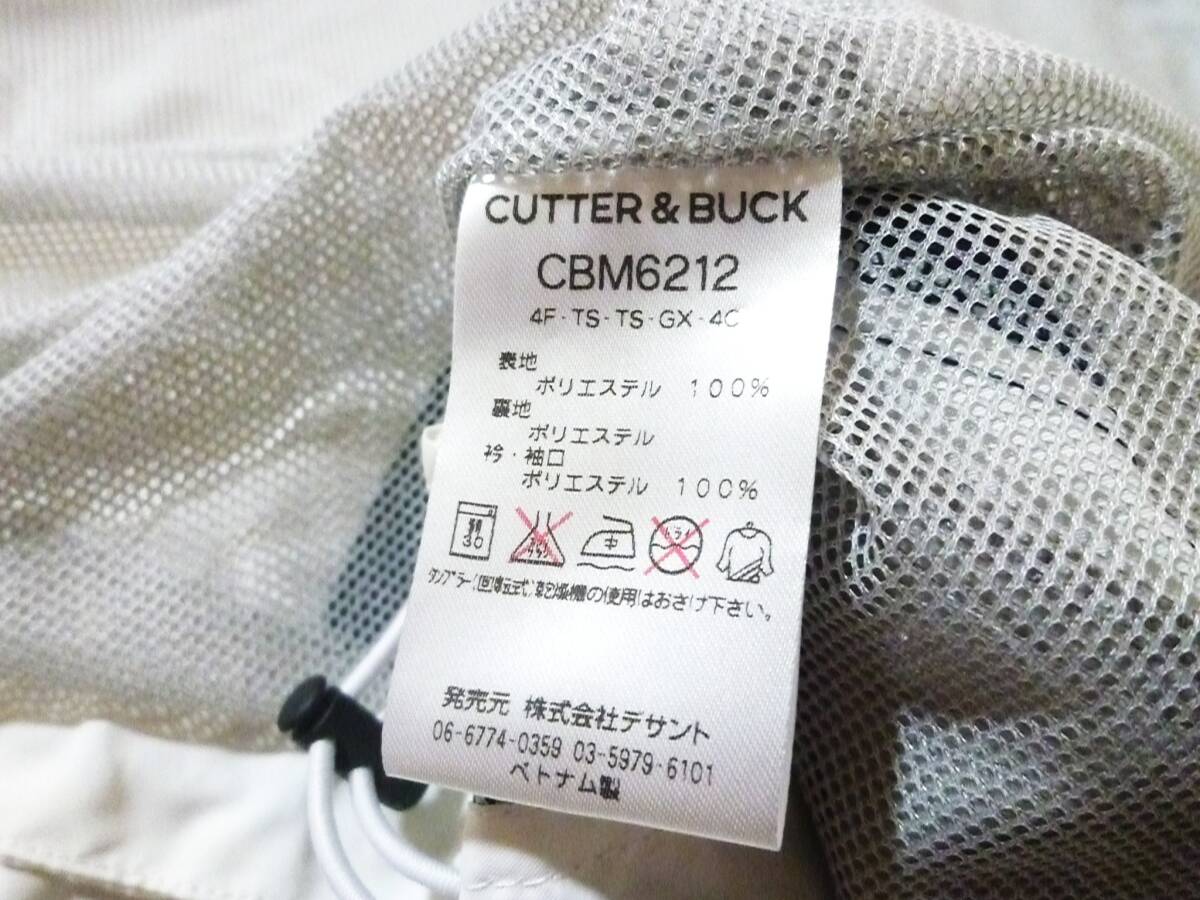 CUTTER & BUCK
CBM6212
4F-TS-TS-GX-4C
表地
ポリエステル 100%
裏地
ポリエステル
衿・袖口
ポリエステル 100%
30
中
タンブラー(回転式)乾燥機の使用はおさけ下さい。
発売元 株式会社デサント
06-6774-0359 03-5979-6101
ベトナム製